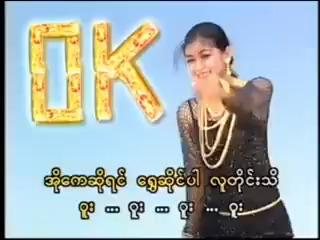 OK
အိုကေဆိုရင် ရွှေဆိုင်ပါ လူတိုင်းသိ
ဝူး ... ဝူး ... ဝူး ... ဝူး